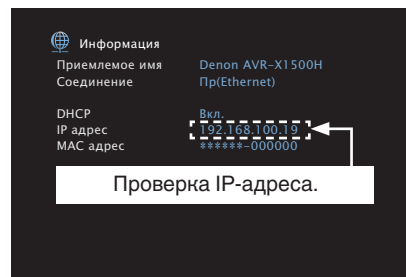 Информация
Приемлемое имя Denon AVR-X1500H
Соединение Пр(Ethernet)
DHCP Вкл.
IP адрес 192.168.100.19
MAC адрес ******-000000
Проверка IP-адреса.